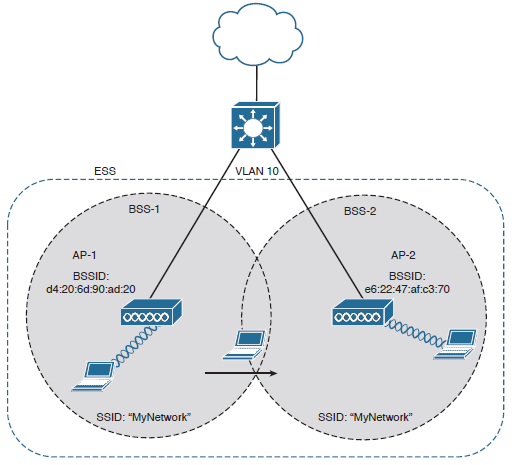 ESS
VLAN 10
BSS-1
BSS-2
AP-1
BSSID:
d4:20:6d:90:ad:20
AP-2
BSSID:
e6:22:47:af:c3:70
SSID: “MyNetwork”
SSID: “MyNetwork”